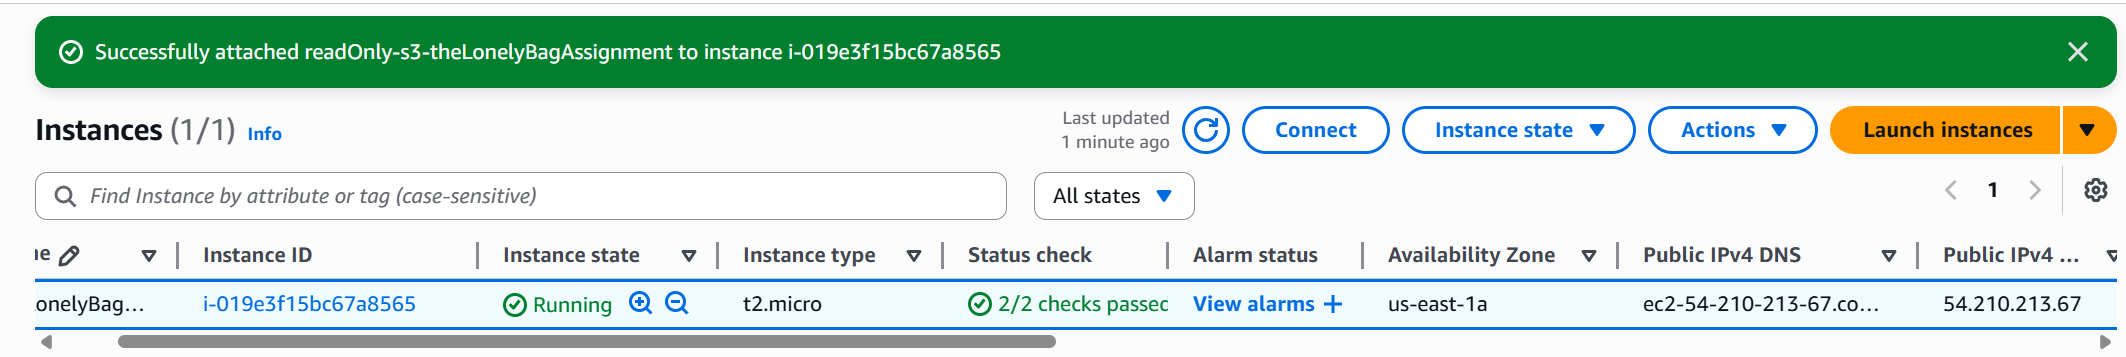 Successfully attached readOnly-s3-theLonelyBagAssignment to instance i-019e3f15bc67a8565
Instances (1/1) Info
Last updated
1 minute ago
Connect
Instance state
Actions
Launch instances
Find Instance by attribute or tag (case-sensitive)
All states
1
Instance ID Instance state Instance type Status check Alarm status Availability Zone Public IPv4 DNS Public IPv4 ...
onelyBag... i-019e3f15bc67a8565 Running t2.micro 2/2 checks passed View alarms + us-east-1a ec2-54-210-213-67.co... 54.210.213.67